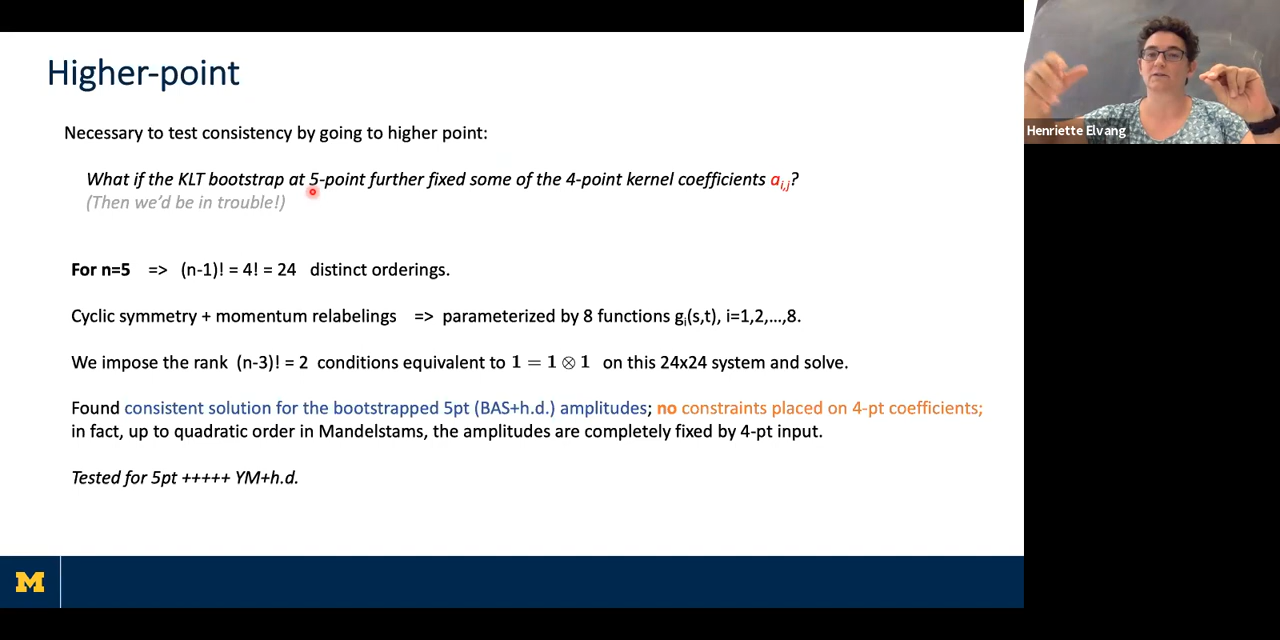 Higher-point
Necessary to test consistency by going to higher point:
What if the KLT bootstrap at 5-point further fixed some of the 4-point kernel coefficients a_{i,j}?
(Then we'd be in trouble!)
For n=5 => (n-1)! = 4! = 24 distinct orderings.
Cyclic symmetry + momentum relabelings => parameterized by 8 functions g_i(s,t), i=1,2,...,8.
We impose the rank (n-3)! = 2 conditions equivalent to 1 = 1 ⊗ 1 on this 24x24 system and solve.
Found consistent solution for the bootstrapped 5pt (BAS+h.d.) amplitudes; no constraints placed on 4-pt coefficients;
in fact, up to quadratic order in Mandelstams, the amplitudes are completely fixed by 4-pt input.
Tested for 5pt +++++ YM+h.d.
M
Henriette Elvang